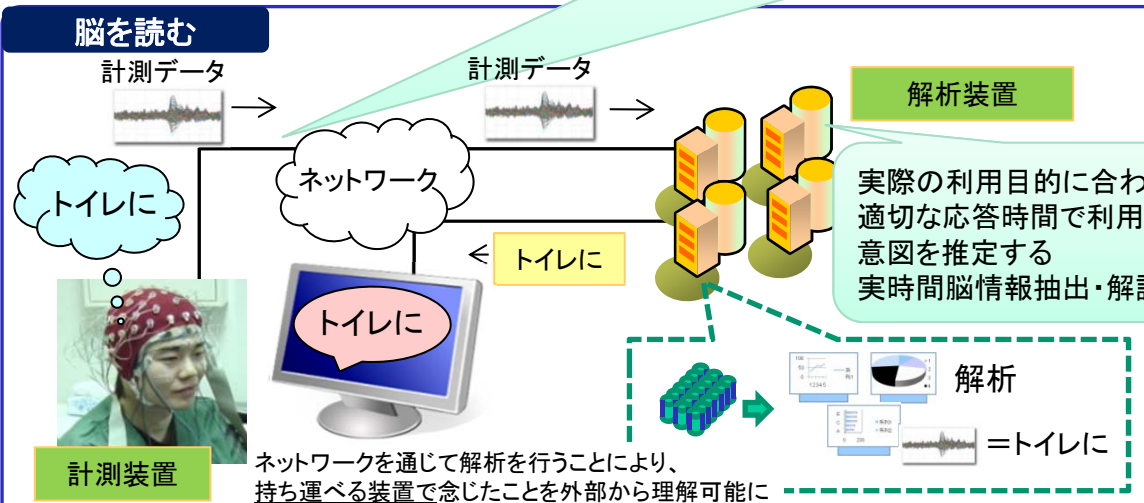 脳を読む
計測データ
計測データ
解析装置
ネットワーク
トイレに
トイレに
トイレに
実際の利用目的に合わ
適切な応答時間で利用
意図を推定する
実時間脳情報抽出・解
解析
=トイレに
計測装置
ネットワークを通じて解析を行うことにより、
持ち運べる装置で念じたことを外部から理解可能に